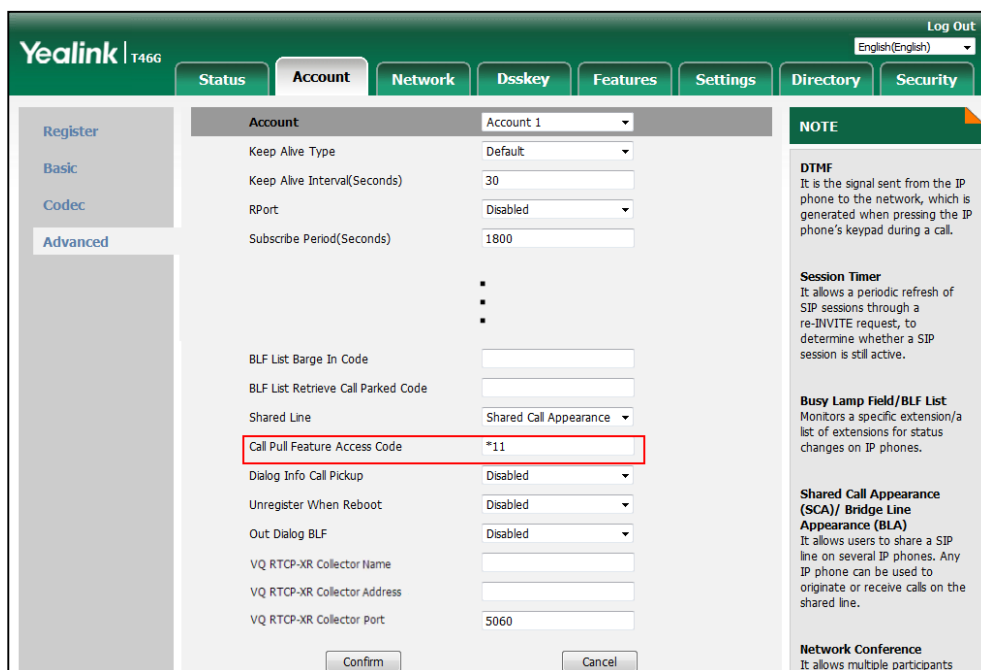 Log Out
Yealink | T46G
English(English)
Status Account Network Dsskey Features Settings Directory Security
Register
Basic
Codec
Advanced
Account Account 1
Keep Alive Type Default
Keep Alive Interval(Seconds) 30
RPort Disabled
Subscribe Period(Seconds) 1800
BLF List Barge In Code
BLF List Retrieve Call Parked Code
Shared Line Shared Call Appearance
Call Pull Feature Access Code *11
Dialog Info Call Pickup Disabled
Unregister When Reboot Disabled
Out Dialog BLF Disabled
VQ RTCP-XR Collector Name
VQ RTCP-XR Collector Address
VQ RTCP-XR Collector Port 5060
Confirm Cancel
NOTE
DTMF
It is the signal sent from the IP
phone to the network, which is
generated when pressing the IP
phone's keypad during a call.
Session Timer
It allows a periodic refresh of
SIP sessions through a
re-INVITE request, to
determine whether a SIP
session is still active.
Busy Lamp Field/BLF List
Monitors a specific extension/a
list of extensions for status
changes on IP phones.
Shared Call Appearance
(SCA)/ Bridge Line
Appearance (BLA)
It allows users to share a SIP
line on several IP phones. Any
IP phone can be used to
originate or receive calls on the
shared line.
Network Conference
It allows multiple participants